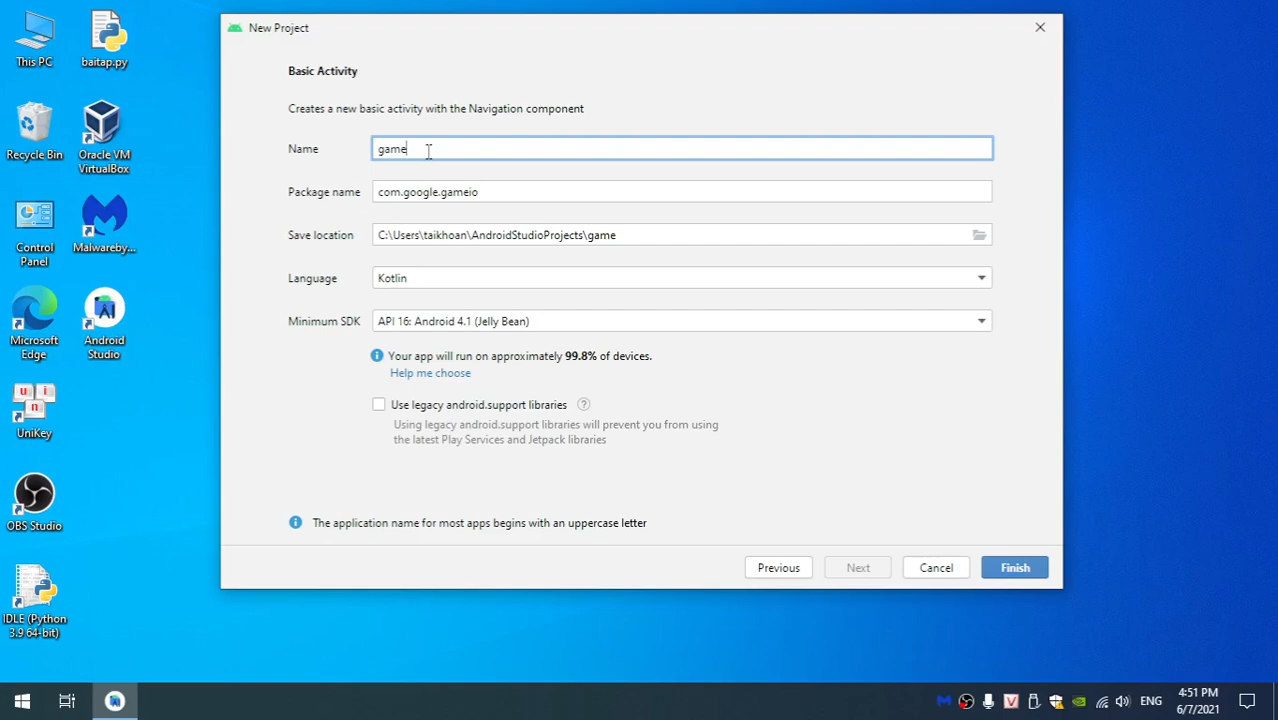 This PC
baitap.py
Recycle Bin
Oracle VM
VirtualBox
Control
Panel
Malwareby...
Microsoft
Edge
Android
Studio
u i
n
UniKey
OBS Studio
IDLE (Python
3.9 64-bit)
New Project
Basic Activity
Creates a new basic activity with the Navigation component
Name game
Package name com.google.gameio
Save location C:\Users\taikhoan\AndroidStudioProjects\game
Language Kotlin
Minimum SDK API 16: Android 4.1 (Jelly Bean)
Your app will run on approximately 99.8% of devices.
Help me choose
Use legacy android.support libraries ?
Using legacy android.support libraries will prevent you from using
the latest Play Services and Jetpack libraries
The application name for most apps begins with an uppercase letter
Previous Next Cancel Finish
V ENG
4:51 PM
6/7/2021